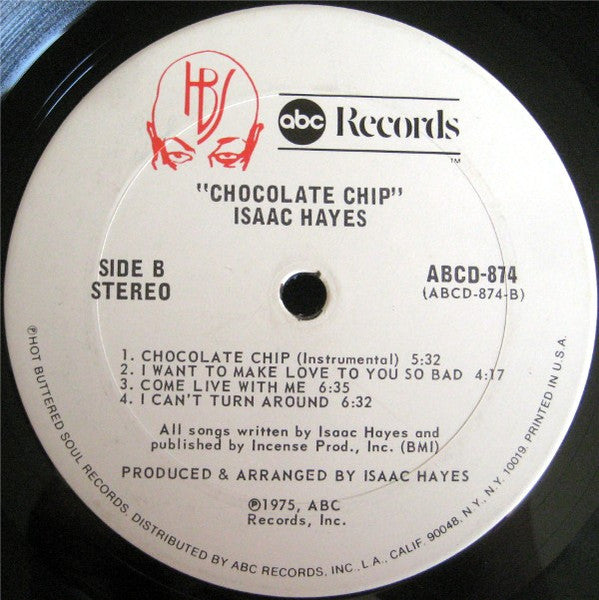 HBS
abc Records
™
"CHOCOLATE CHIP"
ISAAC HAYES
SIDE B
STEREO
ABCD-874
(ABCD-874-B)
1. CHOCOLATE CHIP (Instrumental) 5:32
2. I WANT TO MAKE LOVE TO YOU SO BAD 4:17
3. COME LIVE WITH ME 6:35
4. I CAN'T TURN AROUND 6:32
All songs written by Isaac Hayes and
published by Incense Prod., Inc. (BMI)
PRODUCED & ARRANGED BY ISAAC HAYES
℗1975, ABC
Records, Inc.
℗HOT BUTTERED SOUL RECORDS. DISTRIBUTED BY ABC RECORDS, INC., L.A., CALIF. 90048. N.Y., N.Y. 10019. PRINTED IN U.S.A.